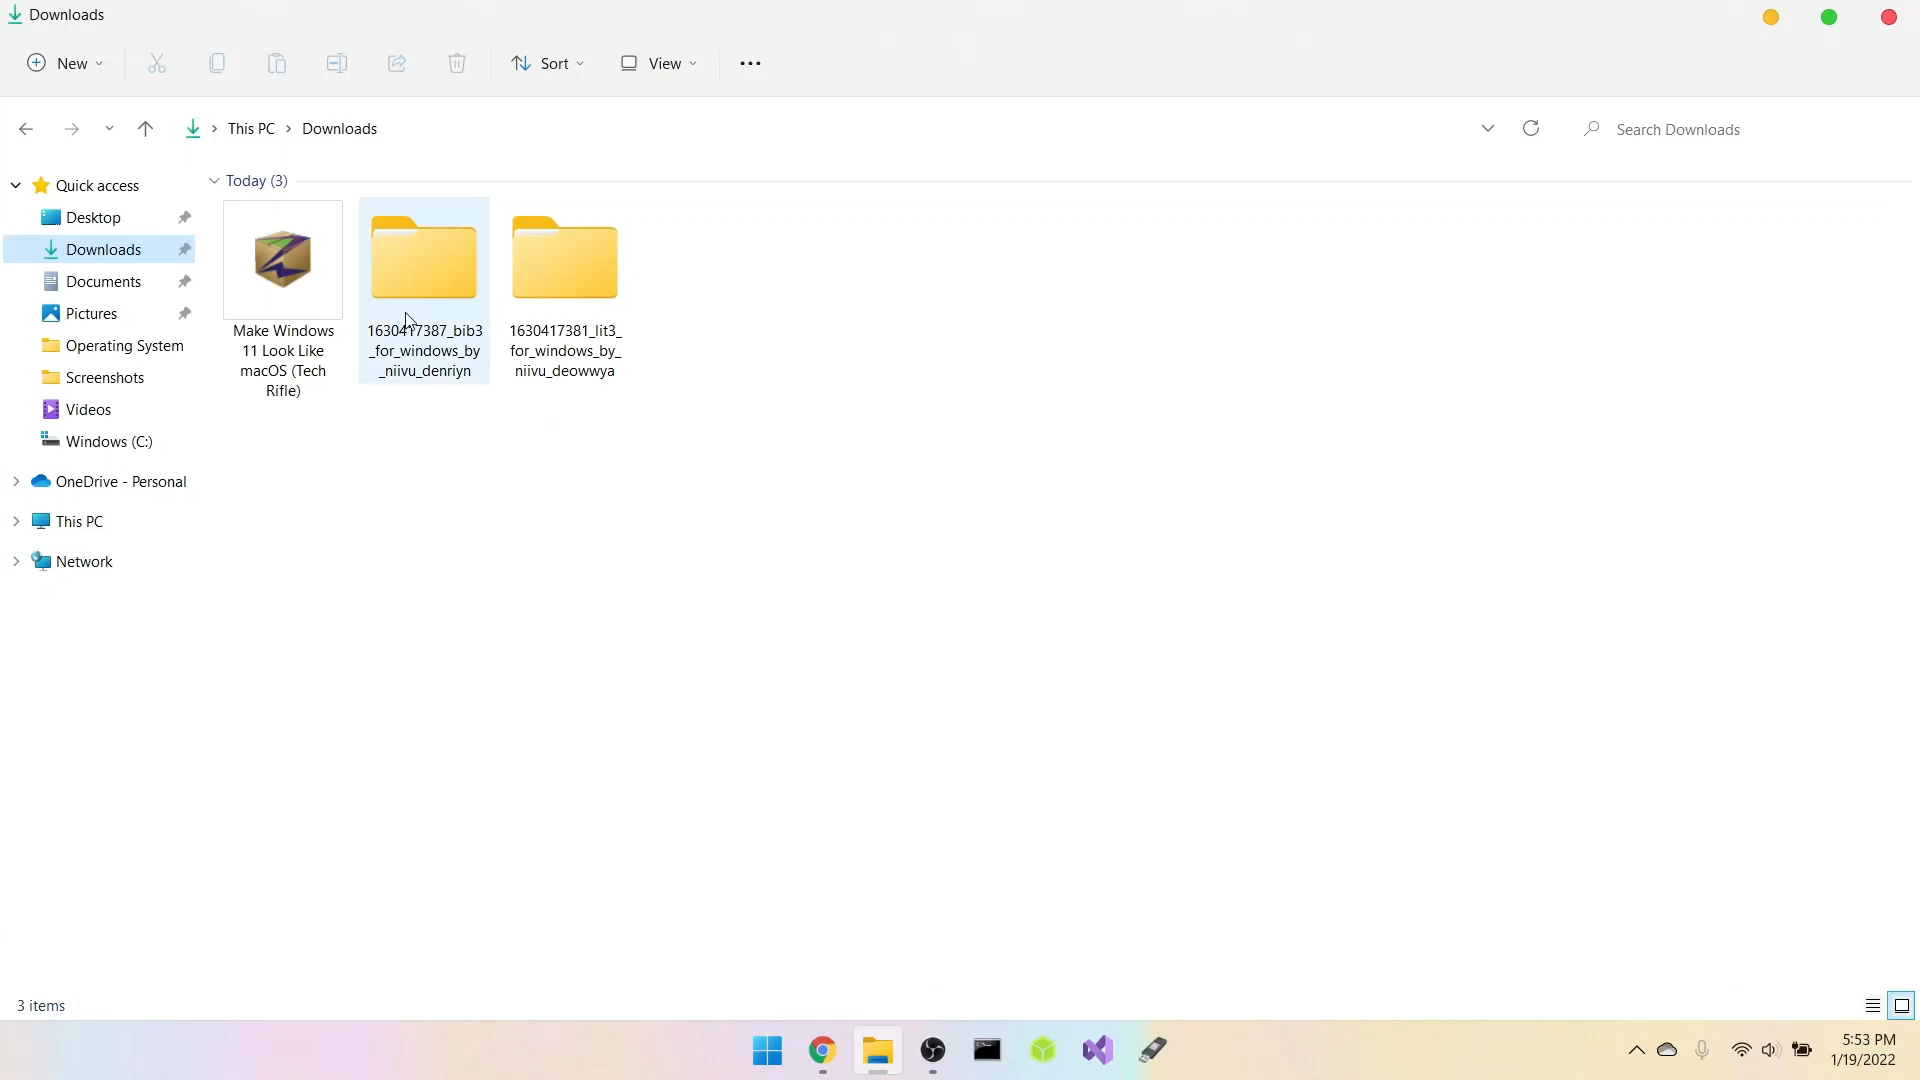 Downloads
New
Sort
View
This PC
Downloads
Search Downloads
Quick access
Desktop
Downloads
Documents
Pictures
Operating System
Screenshots
Videos
Windows (C:)
OneDrive - Personal
This PC
Network
Today (3)
Make Windows
11 Look Like
macOS (Tech
Rifle)
1630417387_bib3
_for_windows_by
_niivu_denriyn
1630417381_lit3_
for_windows_by_
niivu_deowwya
3 items
5:53 PM
1/19/2022